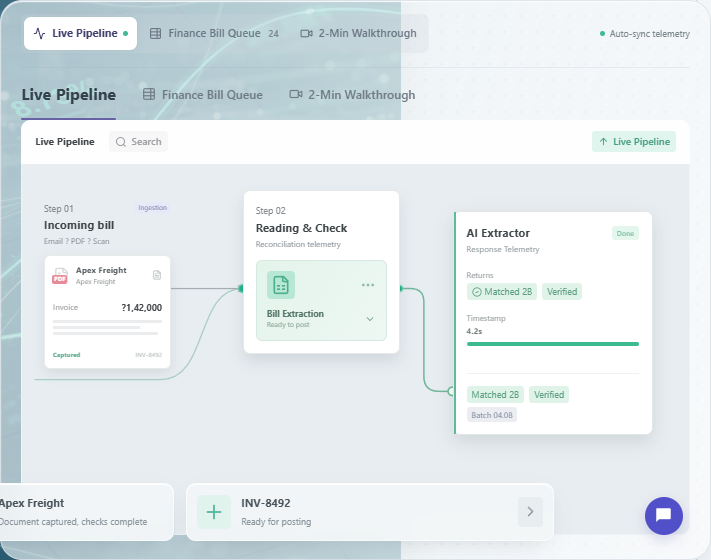 Live Pipeline
Finance Bill Queue 24
2-Min Walkthrough
Auto-sync telemetry
Live Pipeline
Finance Bill Queue
2-Min Walkthrough
Live Pipeline
Search
Live Pipeline
Step 01
Ingestion
Incoming bill
Email ? PDF ? Scan
PDF
Apex Freight
Apex Freight
Invoice
?1,42,000
Captured
INV-8492
Step 02
Reading & Check
Reconciliation telemetry
Bill Extraction
Ready to post
AI Extractor
Done
Response Telemetry
Returns
Matched 2B
Verified
Timestamp
4.2s
Matched 2B
Verified
Batch 04.08
Apex Freight
Document captured, checks complete
INV-8492
Ready for posting